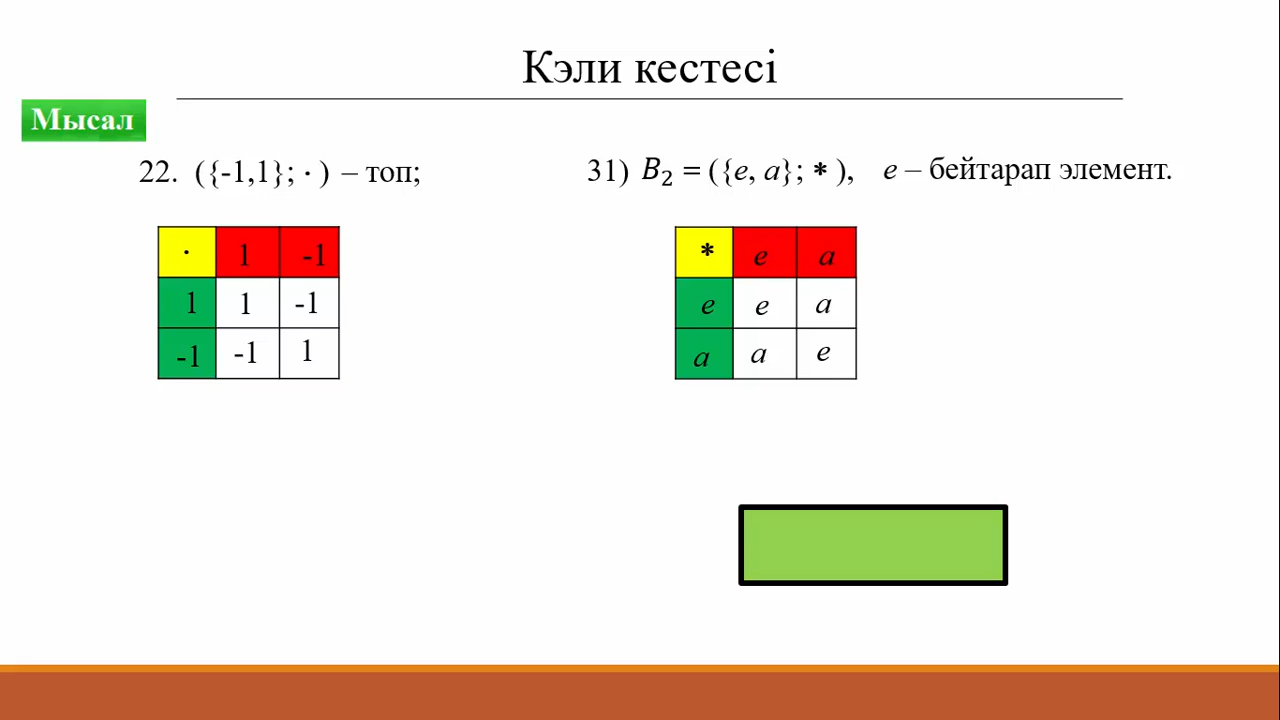 Кэли кестесі
Мысал
22. ({-1,1}; · ) – топ;
31) B₂ = ({e, a}; * ), e – бейтарап элемент.
· 1 -1
1 1 -1
-1 -1 1
* e a
e e a
a a e